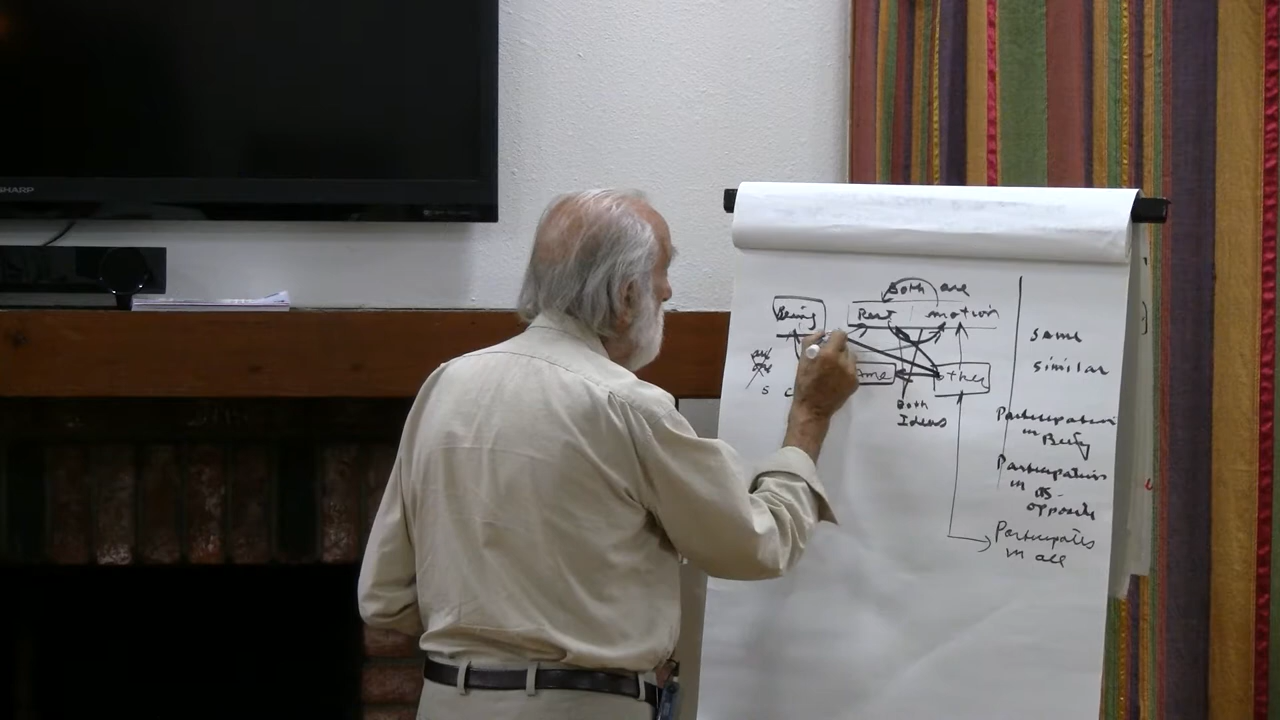 SHARP
Both are
Being Rest motion
same
similar
ame other
S
Both
Ideas
Participation
in Being
Participation
in its
opposite
Participates
in all